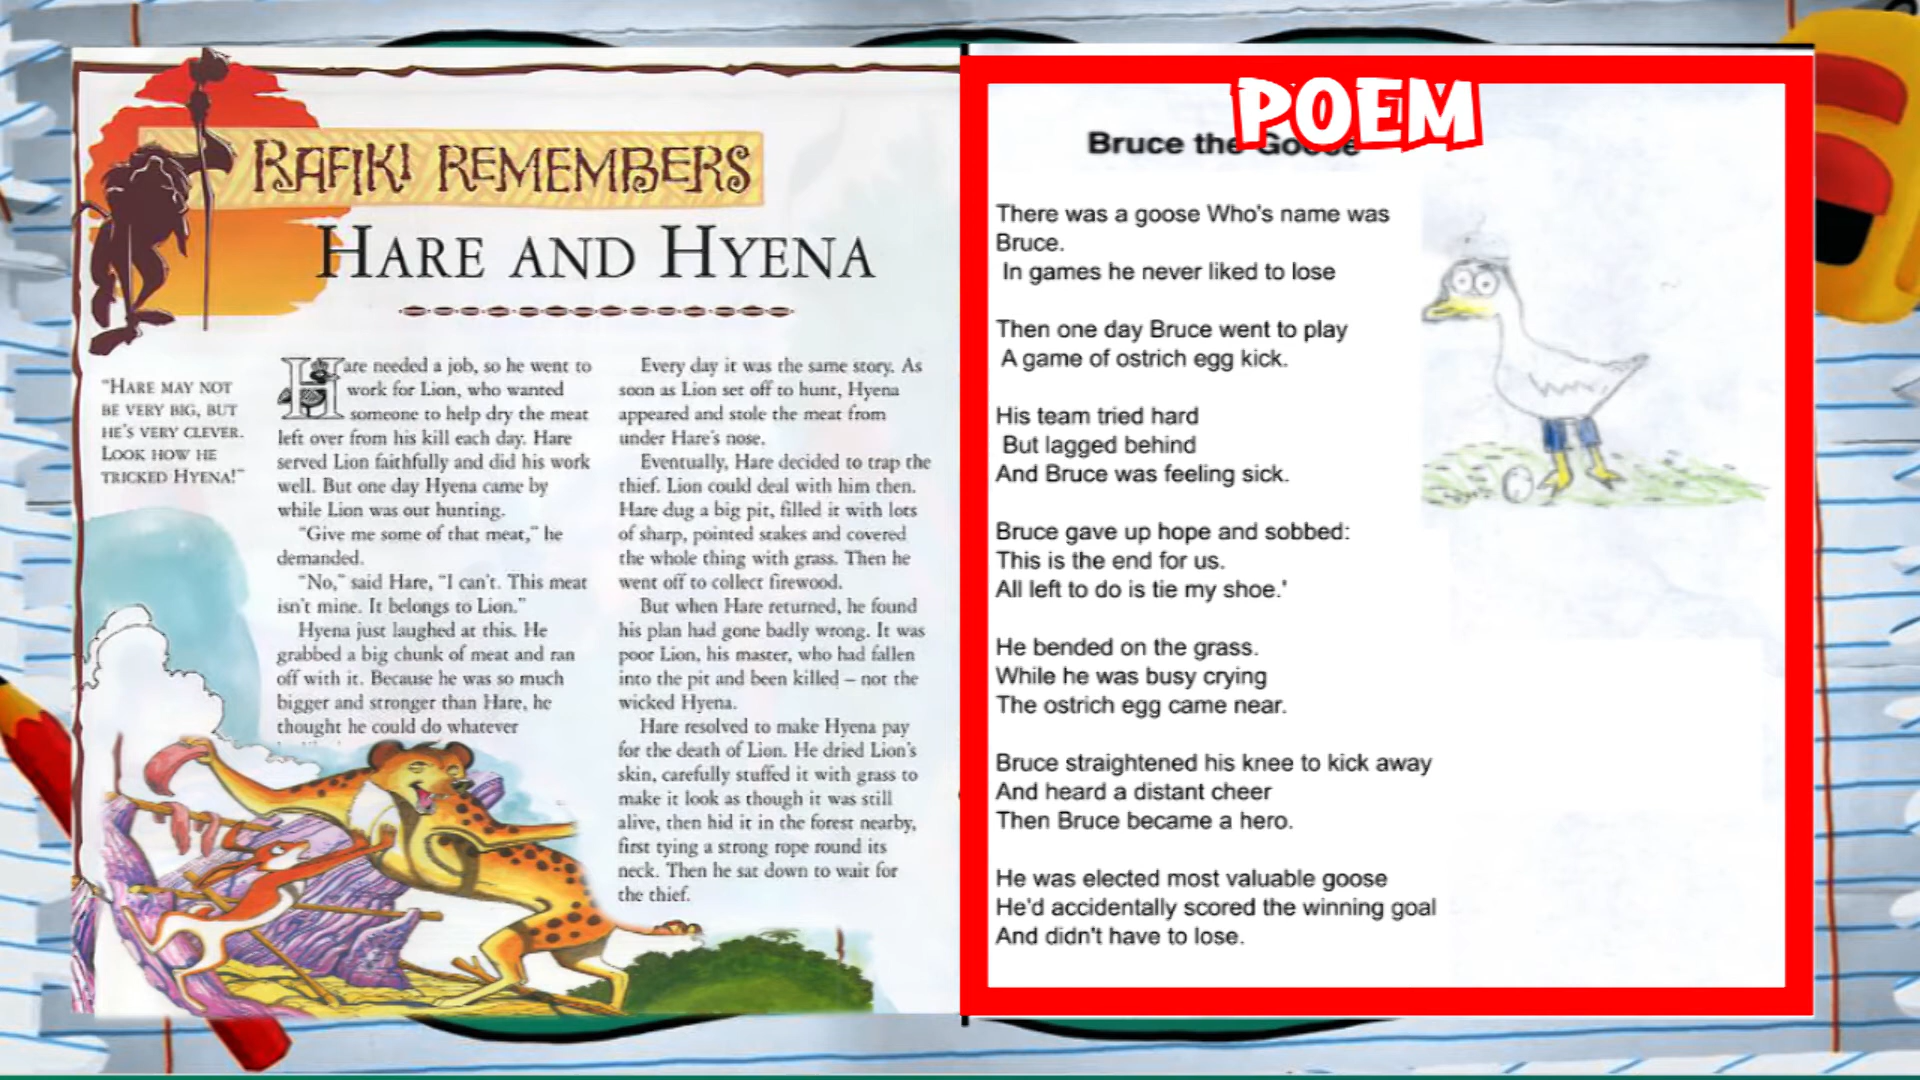 RAFIKI REMEMBERS
HARE AND HYENA
"HARE MAY NOT
BE VERY BIG, BUT
HE'S VERY CLEVER.
LOOK HOW HE
TRICKED HYENA!"
Hare needed a job, so he went to
work for Lion, who wanted
someone to help dry the meat
left over from his kill each day. Hare
served Lion faithfully and did his work
well. But one day Hyena came by
while Lion was out hunting.
"Give me some of that meat," he
demanded.
"No," said Hare, "I can't. This meat
isn't mine. It belongs to Lion."
Hyena just laughed at this. He
grabbed a big chunk of meat and ran
off with it. Because he was so much
bigger and stronger than Hare, he
thought he could do whatever
Every day it was the same story. As
soon as Lion set off to hunt, Hyena
appeared and stole the meat from
under Hare's nose.
Eventually, Hare decided to trap the
thief. Lion could deal with him then.
Hare dug a big pit, filled it with lots
of sharp, pointed stakes and covered
the whole thing with grass. Then he
went off to collect firewood.
But when Hare returned, he found
his plan had gone badly wrong. It was
poor Lion, his master, who had fallen
into the pit and been killed – not the
wicked Hyena.
Hare resolved to make Hyena pay
for the death of Lion. He dried Lion's
skin, carefully stuffed it with grass to
make it look as though it was still
alive, then hid it in the forest nearby,
first tying a strong rope round its
neck. Then he sat down to wait for
the thief.
POEM
Bruce the Goose
There was a goose Who's name was
Bruce.
In games he never liked to lose
Then one day Bruce went to play
A game of ostrich egg kick.
His team tried hard
But lagged behind
And Bruce was feeling sick.
Bruce gave up hope and sobbed:
This is the end for us.
All left to do is tie my shoe.'
He bended on the grass.
While he was busy crying
The ostrich egg came near.
Bruce straightened his knee to kick away
And heard a distant cheer
Then Bruce became a hero.
He was elected most valuable goose
He'd accidentally scored the winning goal
And didn't have to lose.